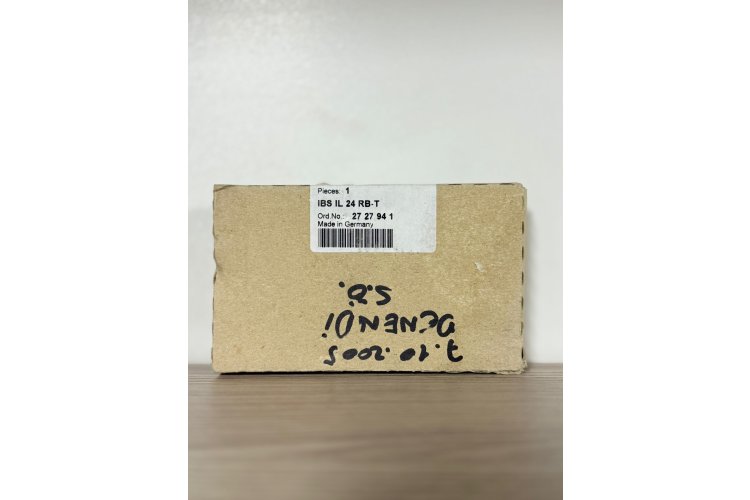 Pieces: 1
IBS IL 24 RB-T
Ord.No.: 27 27 94 1
Made in Germany
7.10.2005
DENENDİ
S.D.